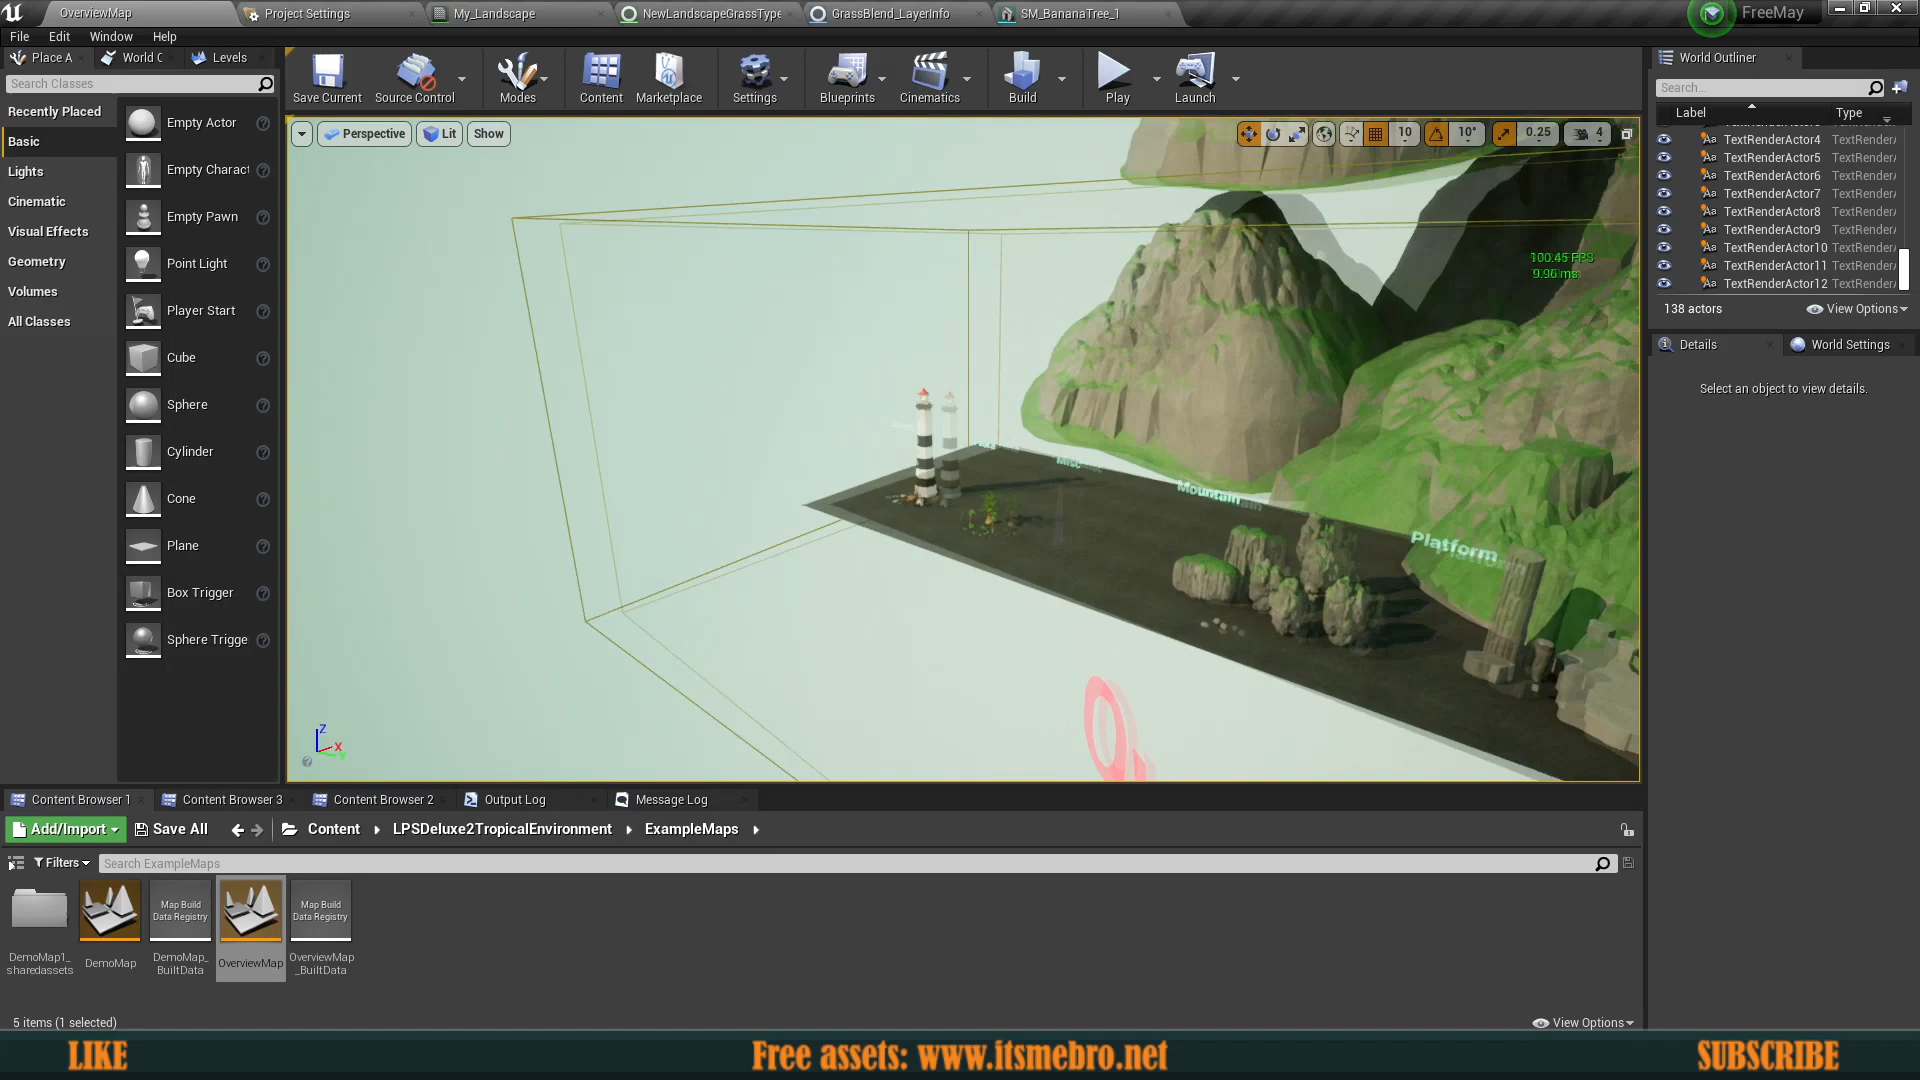 OverviewMap
Project Settings
My_Landscape
NewLandscapeGrassType
GrassBlend_LayerInfo
SM_BananaTree_1
FreeMay
File
Edit
Window
Help
Place A
World C
Levels
Search Classes
Recently Placed
Basic
Lights
Cinematic
Visual Effects
Geometry
Volumes
All Classes
Empty Actor
Empty Charact
Empty Pawn
Point Light
Player Start
Cube
Sphere
Cylinder
Cone
Plane
Box Trigger
Sphere Trigge
Save Current
Source Control
Modes
Content
Marketplace
Settings
Blueprints
Cinematics
Build
Play
Launch
Perspective
Lit
Show
10
10°
0.25
4
100.45 FPS
9.96 ms
Mountain
Platform
Z
X
Y
World Outliner
Search...
Label
Type
TextRenderActor4 TextRender
TextRenderActor5 TextRender
TextRenderActor6 TextRender
TextRenderActor7 TextRender
TextRenderActor8 TextRender
TextRenderActor9 TextRender
TextRenderActor10 TextRender
TextRenderActor11 TextRender
TextRenderActor12 TextRender
138 actors
View Options
Details
World Settings
Select an object to view details.
Content Browser 1
Content Browser 3
Content Browser 2
Output Log
Message Log
Add/Import
Save All
Content
LPSDeluxe2TropicalEnvironment
ExampleMaps
Filters
Search ExampleMaps
DemoMap1_
sharedassets
DemoMap
Map Build
Data Registry
DemoMap_
BuiltData
OverviewMap
Map Build
Data Registry
OverviewMap
_BuiltData
5 items (1 selected)
View Options
LIKE
Free assets: www.itsmebro.net
SUBSCRIBE